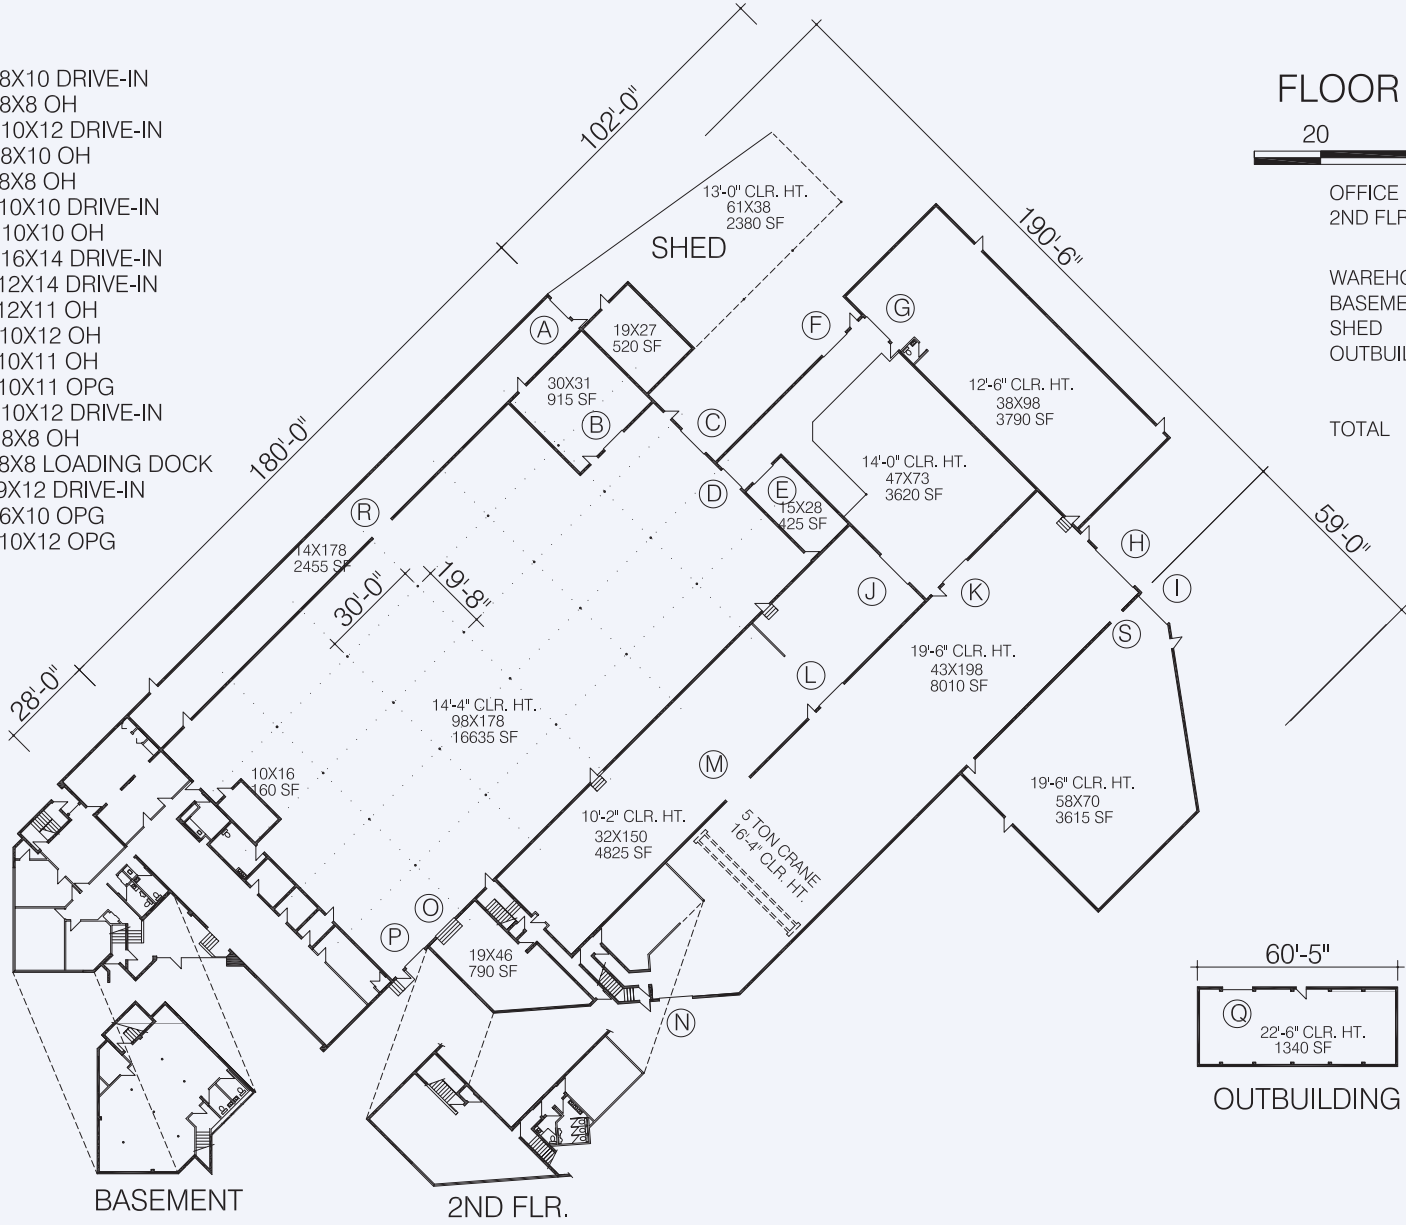 8X10 DRIVE-IN
8X8 OH
10X12 DRIVE-IN
8X10 OH
8X8 OH
10X10 DRIVE-IN
10X10 OH
16X14 DRIVE-IN
12X14 DRIVE-IN
12X11 OH
10X12 OH
10X11 OH
10X11 OPG
10X12 DRIVE-IN
8X8 OH
8X8 LOADING DOCK
9X12 DRIVE-IN
6X10 OPG
10X12 OPG
FLOOR
20
OFFICE
2ND FLR
WAREHO
BASEME
SHED
OUTBUIL
TOTAL
102'-0"
190'-6"
180'-0"
59'-0"
28'-0"
13'-0" CLR. HT.
61X38
2380 SF
SHED
A
19X27
520 SF
F
G
30X31
915 SF
B
C
12'-6" CLR. HT.
38X98
3790 SF
D
E
15X28
425 SF
14'-0" CLR. HT.
47X73
3620 SF
R
14X178
2455 SF
30'-0"
19'-8"
H
I
J
K
S
19'-6" CLR. HT.
43X198
8010 SF
L
14'-4" CLR. HT.
98X178
16635 SF
M
10X16
160 SF
19'-6" CLR. HT.
58X70
3615 SF
10'-2" CLR. HT.
32X150
4825 SF
5 TON CRANE
16'-4" CLR. HT.
O
P
19X46
790 SF
N
60'-5"
Q
22'-6" CLR. HT.
1340 SF
OUTBUILDING
BASEMENT
2ND FLR.